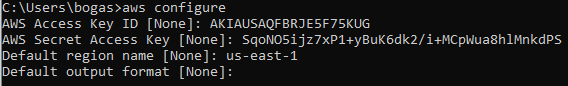 C:\Users\bogas>aws configure
AWS Access Key ID [None]: AKIAUSAQFBRJE5F75KUG
AWS Secret Access Key [None]: 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
Default region name [None]: us-east-1
Default output format [None]: